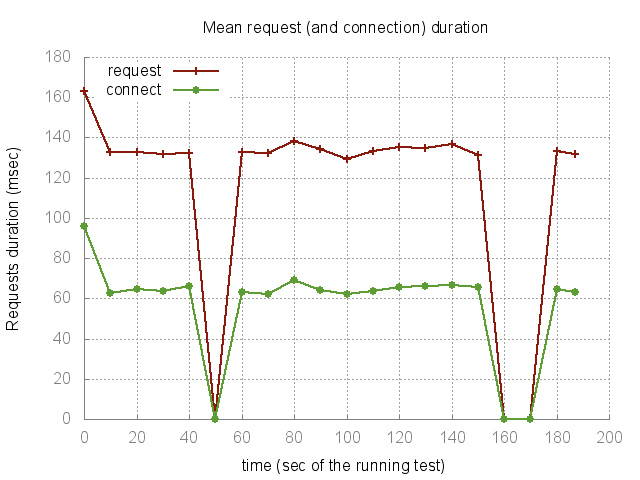 Mean request (and connection) duration
180
160
140
120
100
80
60
40
20
0
Requests duration (msec)
request
connect
0 20 40 60 80 100 120 140 160 180 200
time (sec of the running test)